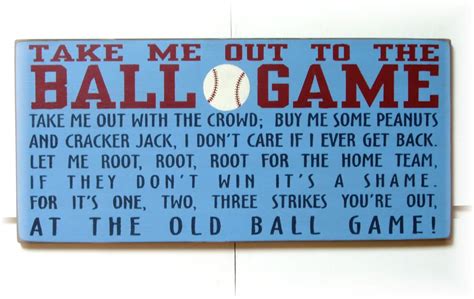 TAKE ME OUT TO THE
BALL GAME
TAKE ME OUT WITH THE CROWD; BUY ME SOME PEANUTS
AND CRACKER JACK, I DON'T CARE IF I EVER GET BACK.
LET ME ROOT, ROOT, ROOT FOR THE HOME TEAM,
IF THEY DON'T WIN IT'S A SHAME.
FOR IT'S ONE, TWO, THREE STRIKES YOU'RE OUT,
AT THE OLD BALL GAME!